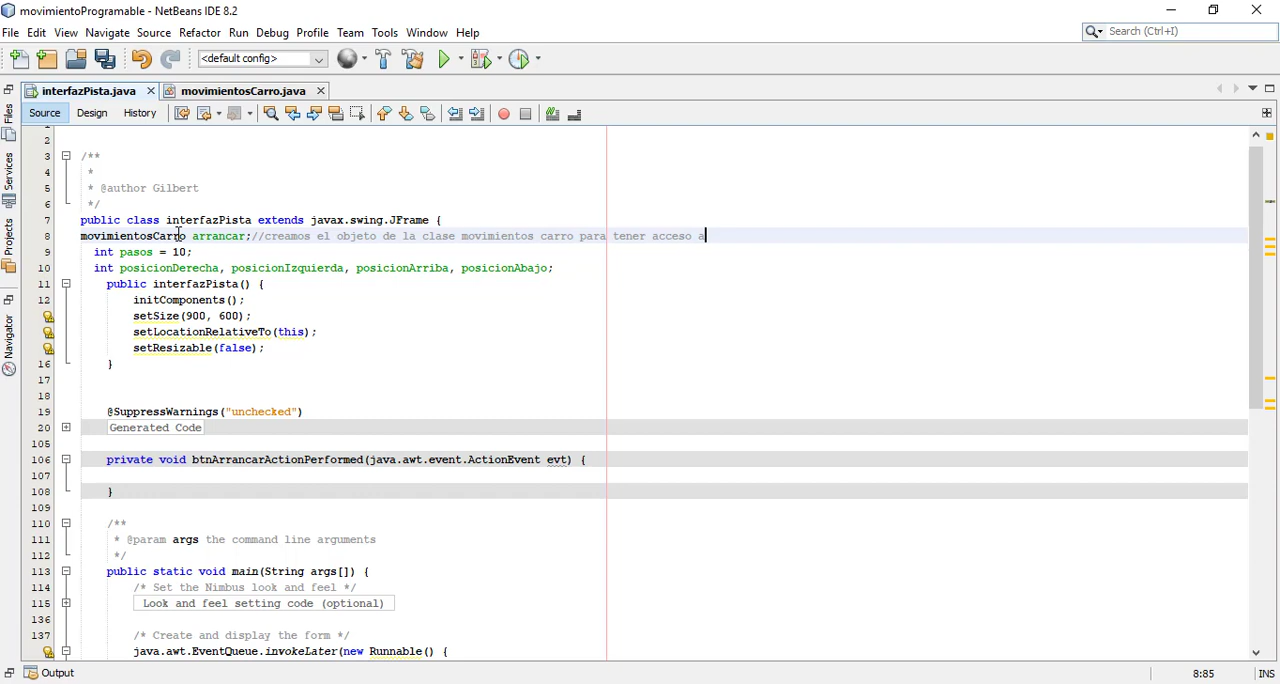 movimientoProgramable - NetBeans IDE 8.2
File Edit View Navigate Source Refactor Run Debug Profile Team Tools Window Help
Search (Ctrl+I)
<default config>
interfazPista.java movimientosCarro.java
Source Design History
Files
Services
Projects
Navigator
1
2
3 /**
4 *
5 * @author Gilbert
6 */
7 public class interfazPista extends javax.swing.JFrame {
8 movimientosCarro arrancar;//creamos el objeto de la clase movimientos carro para tener acceso a
9 int pasos = 10;
10 int posicionDerecha, posicionIzquierda, posicionArriba, posicionAbajo;
11 public interfazPista() {
12 initComponents();
setSize(900, 600);
setLocationRelativeTo(this);
setResizable(false);
16 }
17
18
19 @SuppressWarnings("unchecked")
20 Generated Code
105
106 private void btnArrancarActionPerformed(java.awt.event.ActionEvent evt) {
107
108 }
109
110 /**
111 * @param args the command line arguments
112 */
113 public static void main(String args[]) {
114 /* Set the Nimbus look and feel */
115 Look and feel setting code (optional)
136
137 /* Create and display the form */
java.awt.EventQueue.invokeLater(new Runnable() {
Output
8:85 INS